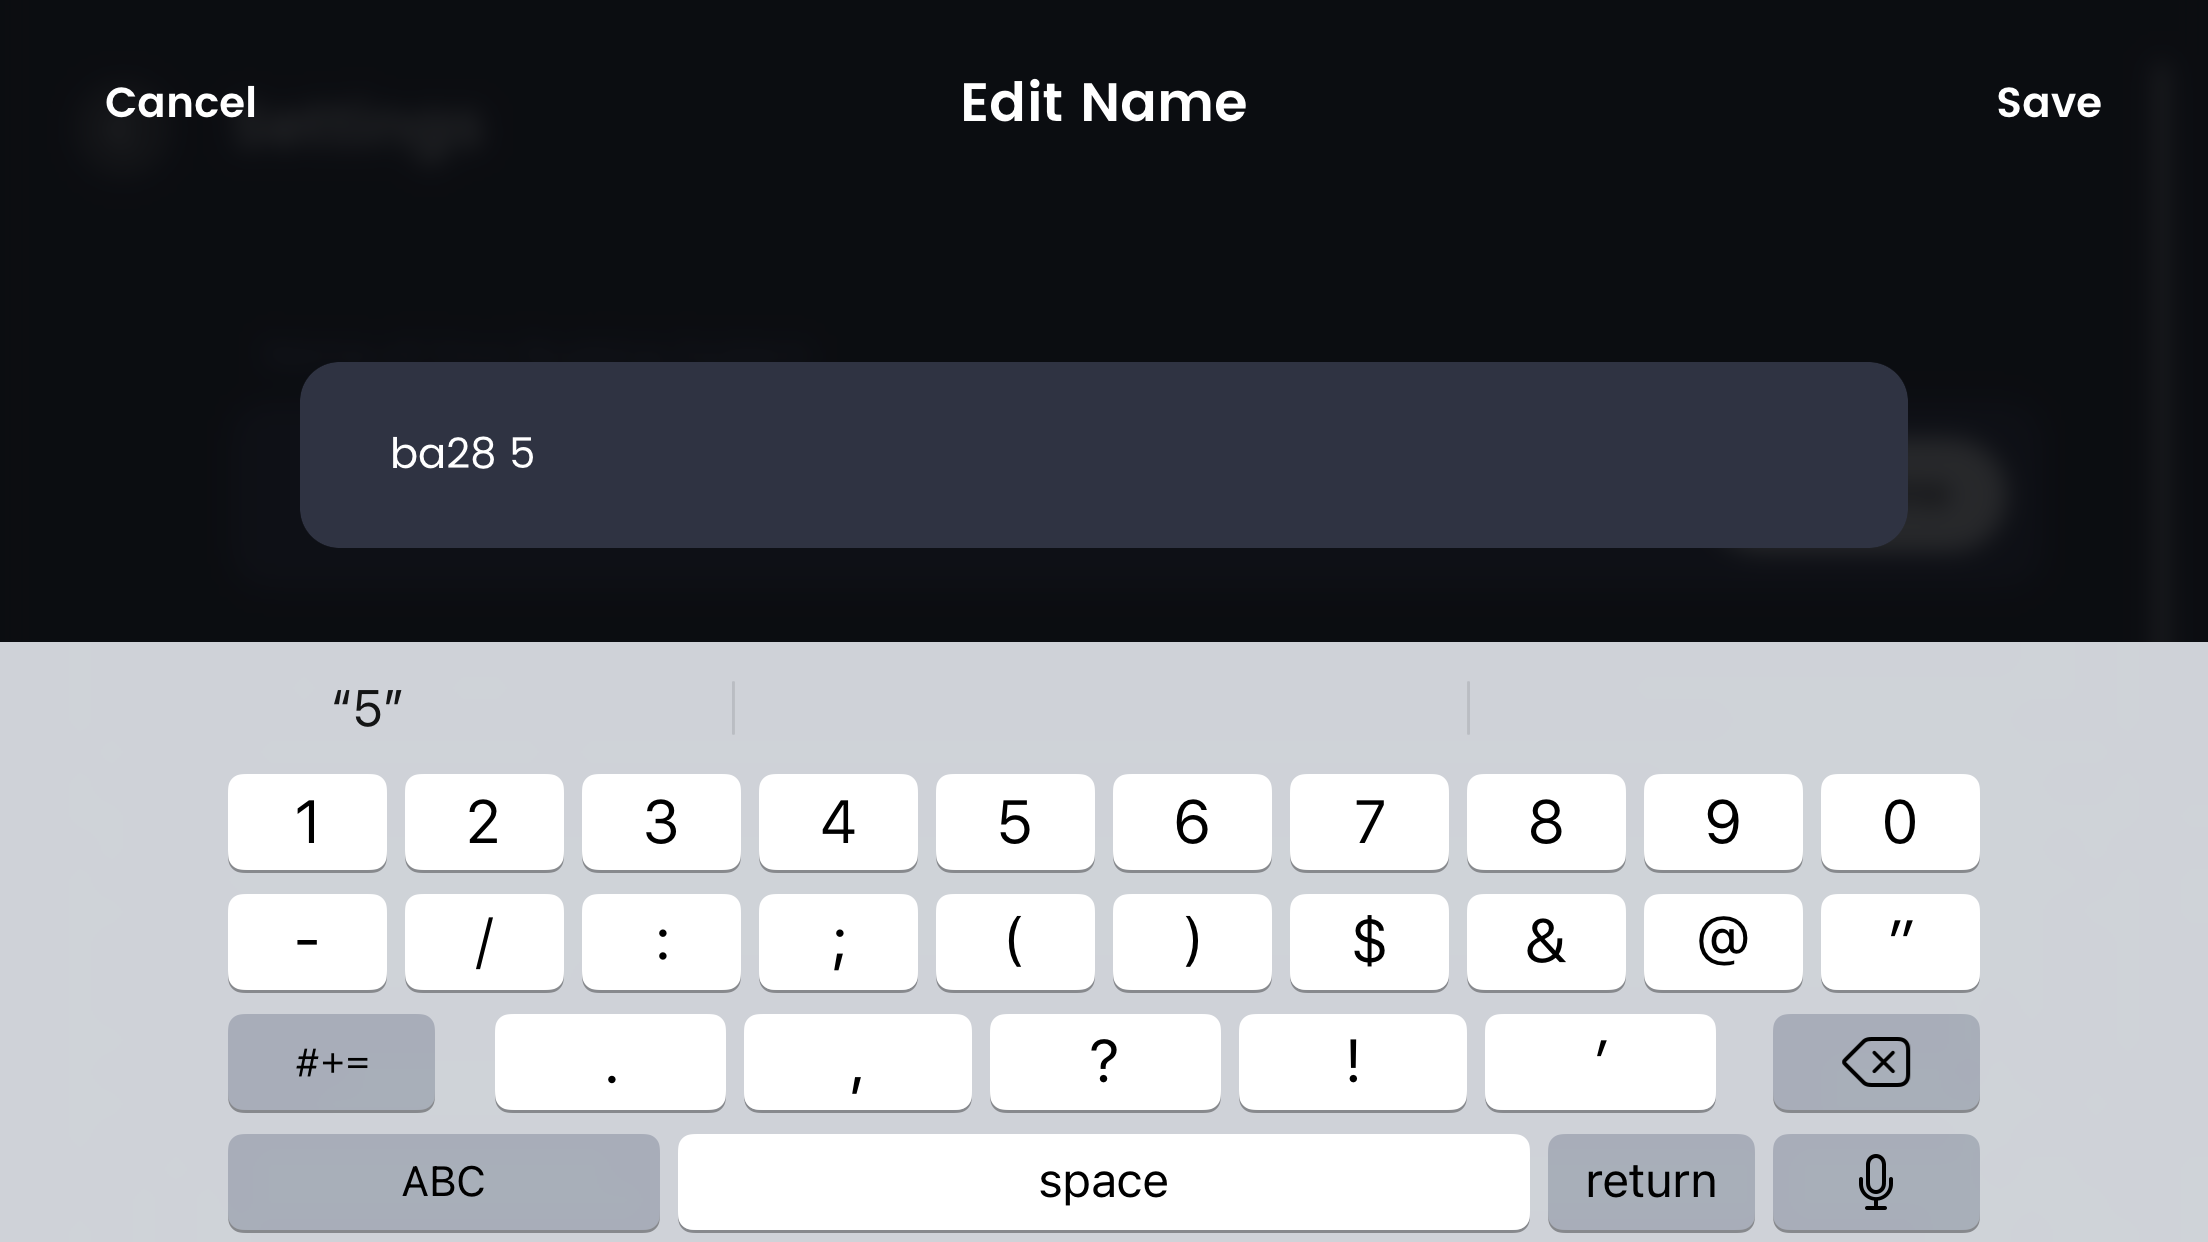 Cancel
Edit Name
Save
Settings
ba28 5
“5”
1 2 3 4 5 6 7 8 9 0
- / : ; ( ) $ & @ "
#+= . , ? ! '
ABC space return